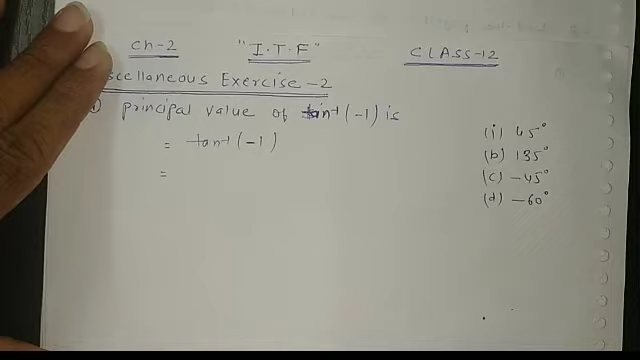 Ch-2 "I.T.F" CLASS-12
scellaneous Exercise-2
principal value of tan-1 (-1) is
= tan-1 (-1)
=
(i) 45°
(b) 135°
(c) -45°
(d) -60°